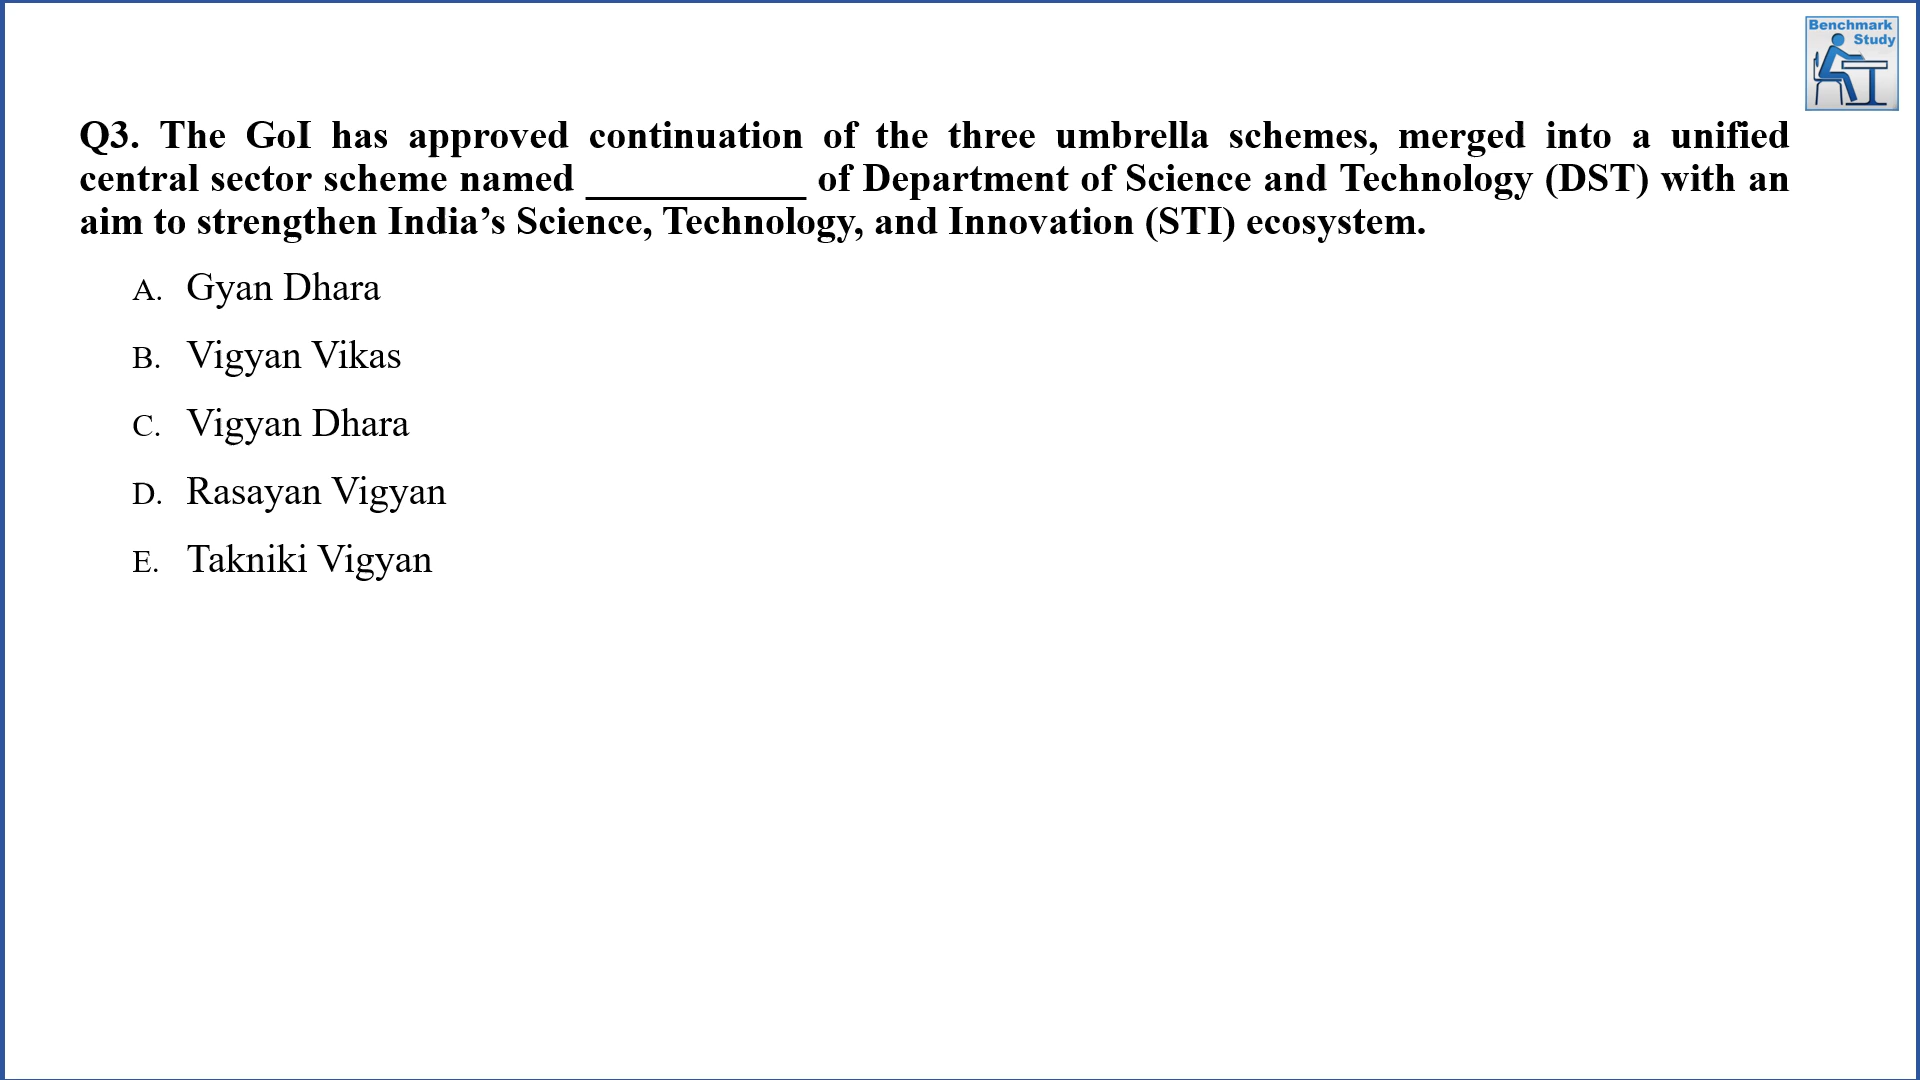 Benchmark
Study
Q3. The GoI has approved continuation of the three umbrella schemes, merged into a unified
central sector scheme named ___________ of Department of Science and Technology (DST) with an
aim to strengthen India’s Science, Technology, and Innovation (STI) ecosystem.
A. Gyan Dhara
B. Vigyan Vikas
C. Vigyan Dhara
D. Rasayan Vigyan
E. Takniki Vigyan